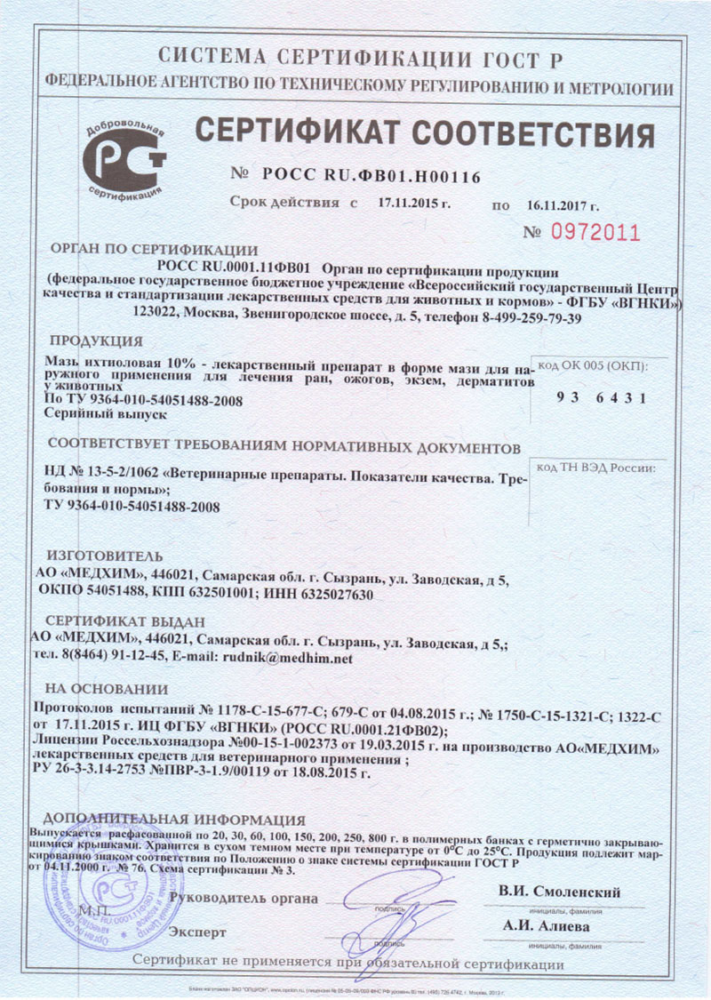 СИСТЕМА СЕРТИФИКАЦИИ ГОСТ Р
ФЕДЕРАЛЬНОЕ АГЕНТСТВО ПО ТЕХНИЧЕСКОМУ РЕГУЛИРОВАНИЮ И МЕТРОЛОГИИ
Добровольная
РСТ
сертификация
СЕРТИФИКАТ СООТВЕТСТВИЯ
№ РОСС RU.ФВ01.Н00116
Срок действия с 17.11.2015 г. по 16.11.2017 г.
№ 0972011
ОРГАН ПО СЕРТИФИКАЦИИ
РОСС RU.0001.11ФВ01 Орган по сертификации продукции
(федеральное государственное бюджетное учреждение «Всероссийский государственный Центр
качества и стандартизации лекарственных средств для животных и кормов» - ФГБУ «ВГНКИ»)
123022, Москва, Звенигородское шоссе, д. 5, телефон 8-499-259-79-39
ПРОДУКЦИЯ
Мазь ихтиоловая 10% - лекарственный препарат в форме мази для на-
ружного применения для лечения ран, ожогов, экзем, дерматитов
у животных
По ТУ 9364-010-54051488-2008
Серийный выпуск
код ОК 005 (ОКП):
93 6431
СООТВЕТСТВУЕТ ТРЕБОВАНИЯМ НОРМАТИВНЫХ ДОКУМЕНТОВ
НД № 13-5-2/1062 «Ветеринарные препараты. Показатели качества. Тре-
бования и нормы»;
ТУ 9364-010-54051488-2008
код ТН ВЭД России:
ИЗГОТОВИТЕЛЬ
АО «МЕДХИМ», 446021, Самарская обл. г. Сызрань, ул. Заводская, д 5,
ОКПО 54051488, КПП 632501001; ИНН 6325027630
СЕРТИФИКАТ ВЫДАН
АО «МЕДХИМ», 446021, Самарская обл. г. Сызрань, ул. Заводская, д 5,;
тел. 8(8464) 91-12-45, E-mail: rudnik@medhim.net
НА ОСНОВАНИИ
Протоколов испытаний № 1178-С-15-677-С; 679-С от 04.08.2015 г.; № 1750-С-15-1321-С; 1322-С
от 17.11.2015 г. ИЦ ФГБУ «ВГНКИ» (РОСС RU.0001.21ФВ02);
Лицензии Россельхознадзора №00-15-1-002373 от 19.03.2015 г. на производство АО«МЕДХИМ»
лекарственных средств для ветеринарного применения ;
РУ 26-3-3.14-2753 №ПВР-3-1.9/00119 от 18.08.2015 г.
ДОПОЛНИТЕЛЬНАЯ ИНФОРМАЦИЯ
Выпускается расфасованной по 20, 30, 60, 100, 150, 200, 250, 800 г. в полимерных банках с герметично закрываю-
щимися крышками. Хранится в сухом темном месте при температуре от 0°С до 25°С. Продукция подлежит мар-
кированию знаком соответствия по Положению о знаке системы сертификации ГОСТ Р
от 04.11.2000 г. № 76. Схема сертификации № 3.
М.П.
Руководитель органа
подпись
В.И. Смоленский
инициалы, фамилия
Эксперт
подпись
А.И. Алиева
инициалы, фамилия
Сертификат не применяется при обязательной сертификации